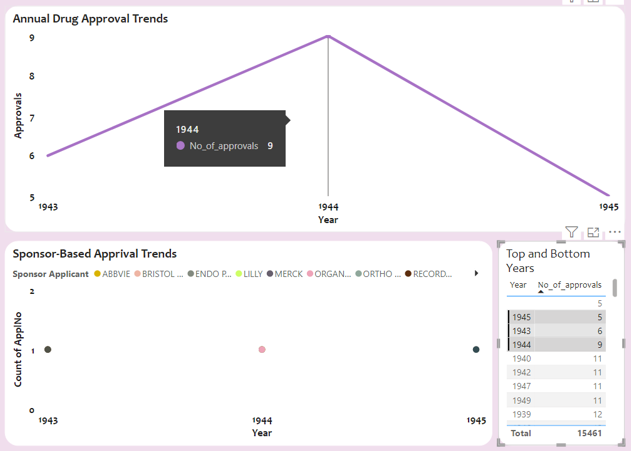 Annual Drug Approval Trends
9
8
7
6
5
Approvals
1944
No_of_approvals 9
1943 1944 1945
Year
Sponsor-Based Apprival Trends
Sponsor Applicant ABBVIE BRISTOL ... ENDO P... LILLY MERCK ORGAN... ORTHO ... RECORD...
2
1
0
Count of ApplNo
1943 1944 1945
Year
Top and Bottom
Years
Year No_of_approvals
5
1945 5
1943 6
1944 9
1940 11
1942 11
1947 11
1949 11
1939 12
Total 15461